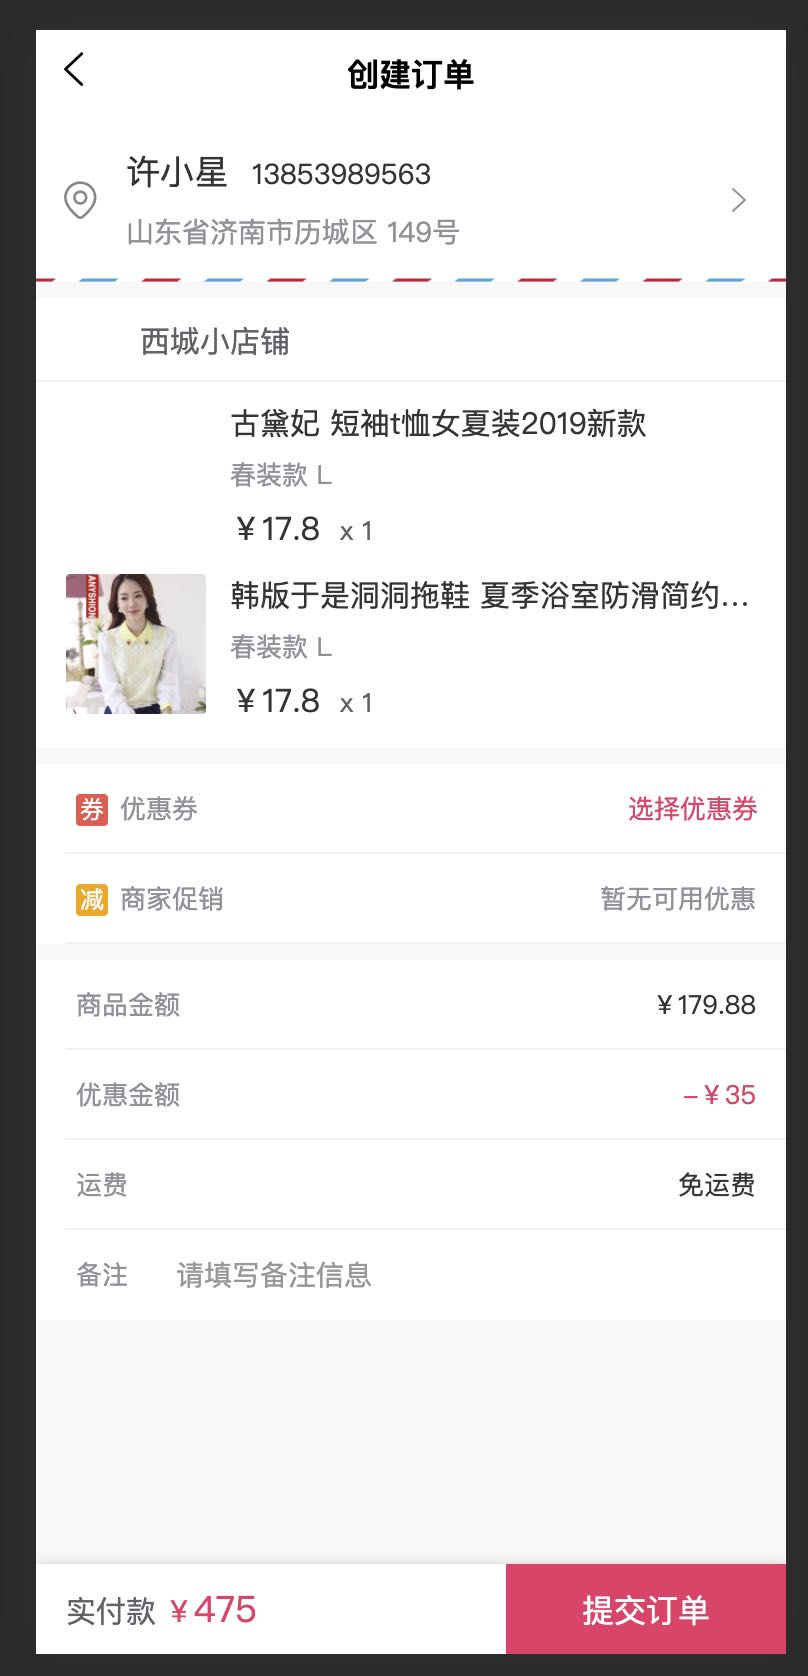 创建订单
许小星 13853989563
山东省济南市历城区 149号
西城小店铺
古黛妃 短袖t恤女夏装2019新款
春装款 L
￥17.8 x 1
ANYSHION
韩版于是洞洞拖鞋 夏季浴室防滑简约...
春装款 L
￥17.8 x 1
券 优惠券 选择优惠券
减 商家促销 暂无可用优惠
商品金额 ￥179.88
优惠金额 -￥35
运费 免运费
备注 请填写备注信息
实付款 ￥475 提交订单